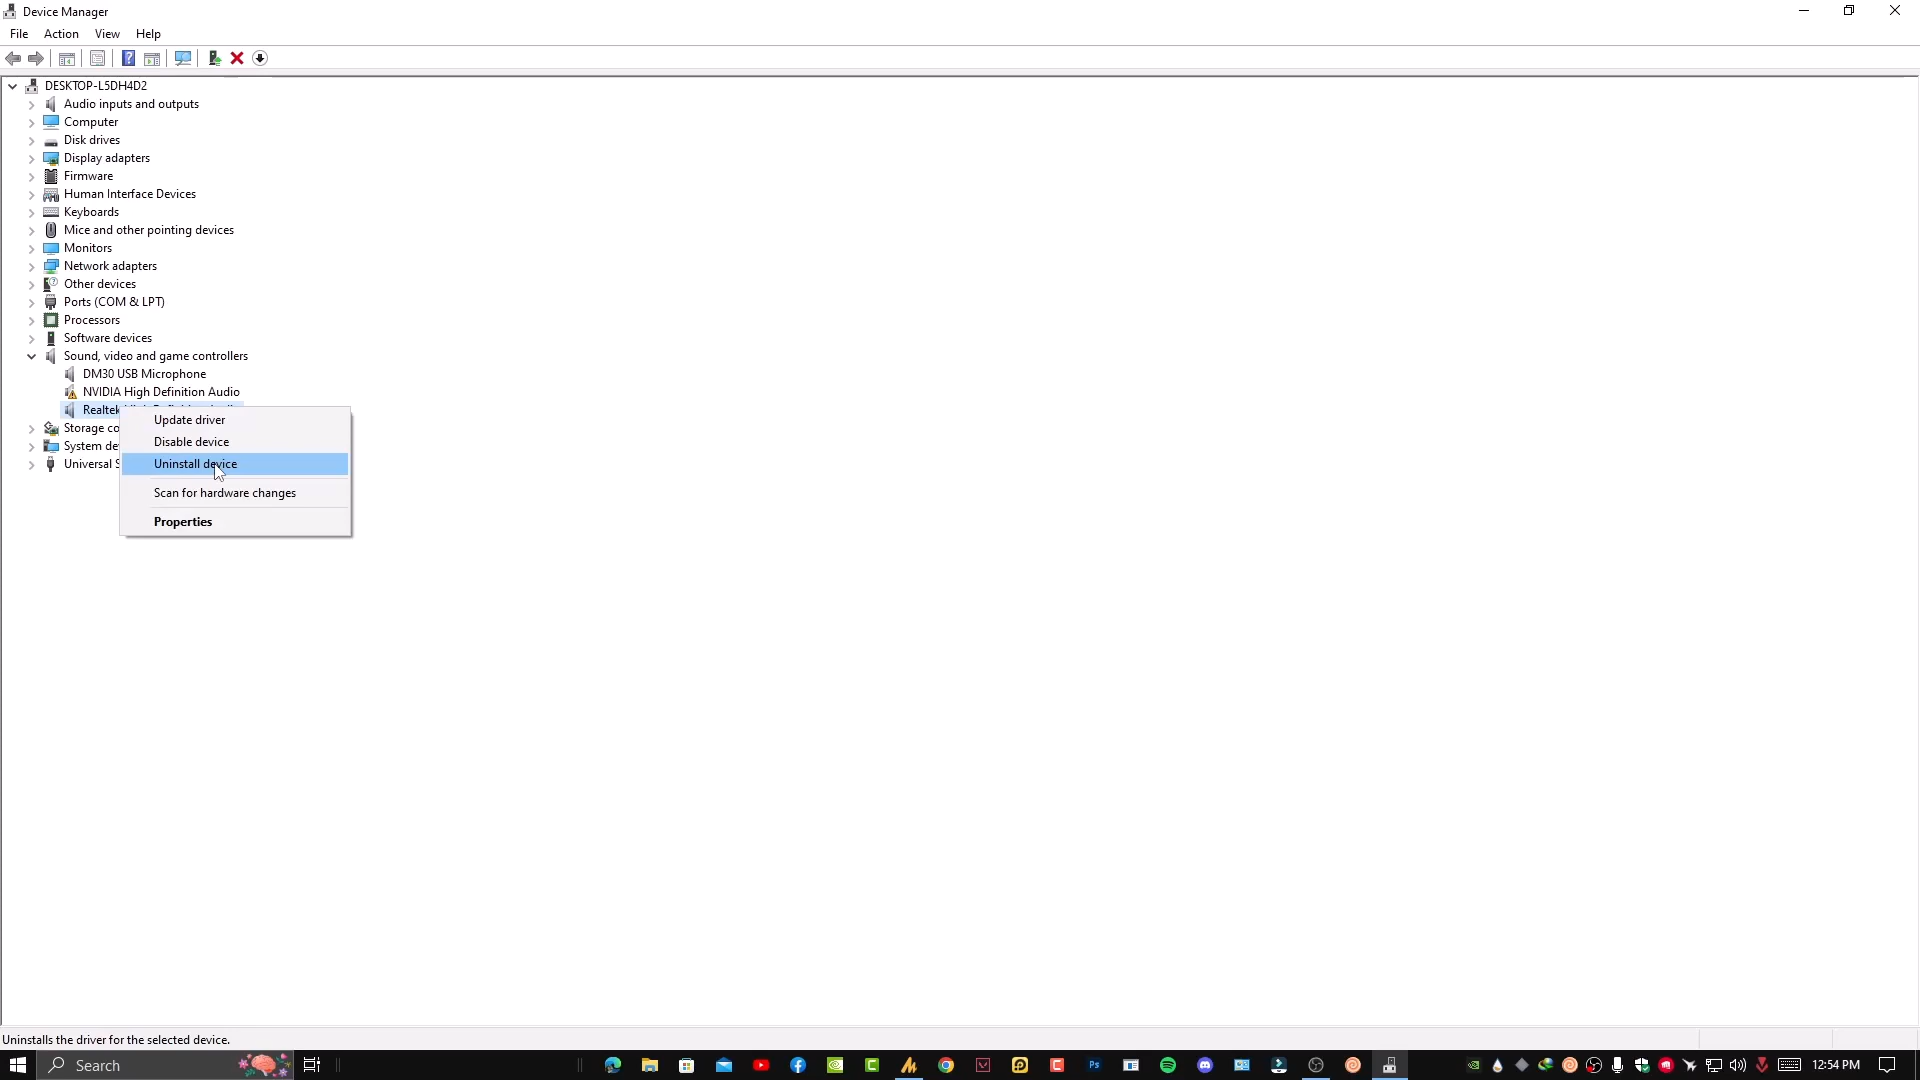 Device Manager
File Action View Help
DESKTOP-L5DH4D2
Audio inputs and outputs
Computer
Disk drives
Display adapters
Firmware
Human Interface Devices
Keyboards
Mice and other pointing devices
Monitors
Network adapters
Other devices
Ports (COM & LPT)
Processors
Software devices
Sound, video and game controllers
DM30 USB Microphone
NVIDIA High Definition Audio
Realtek
Update driver
Storage co
Disable device
System de
Uninstall device
Universal S
Scan for hardware changes
Properties
Uninstalls the driver for the selected device.
Search
Ps
12:54 PM